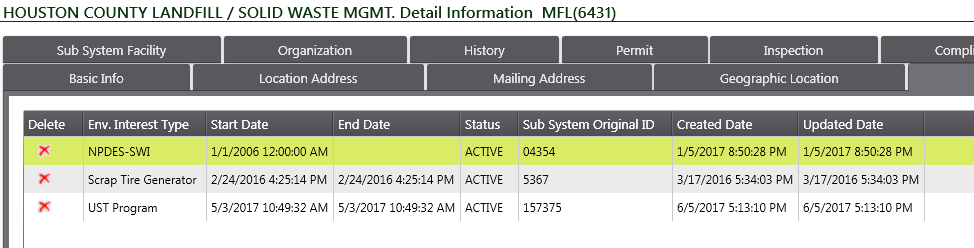 HOUSTON COUNTY LANDFILL / SOLID WASTE MGMT. Detail Information  MFL(6431)
Sub System Facility Organization History Permit Inspection Compli
Basic Info Location Address Mailing Address Geographic Location
Delete Env. Interest Type Start Date End Date Status Sub System Original ID Created Date Updated Date
NPDES-SWI 1/1/2006 12:00:00 AM ACTIVE 04354 1/5/2017 8:50:28 PM 1/5/2017 8:50:28 PM
Scrap Tire Generator 2/24/2016 4:25:14 PM 2/24/2016 4:25:14 PM ACTIVE 5367 3/17/2016 5:34:03 PM 3/17/2016 5:34:03 PM
UST Program 5/3/2017 10:49:32 AM 5/3/2017 10:49:32 AM ACTIVE 157375 6/5/2017 5:13:10 PM 6/5/2017 5:13:10 PM